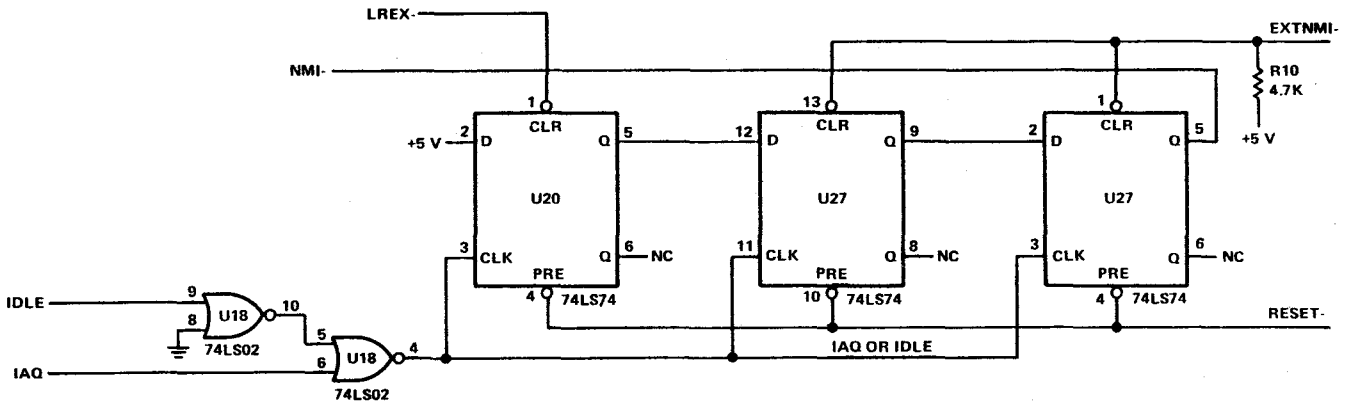 LREX-
EXTNMI-
NMI-
R10
4.7K
+5 V
1
13
1
CLR
CLR
CLR
+5 V
2
D
Q
5
12
D
Q
9
2
D
Q
5
U20
U27
U27
3
CLK
Q
6
NC
11
CLK
Q
8
NC
3
CLK
Q
6
NC
PRE
PRE
PRE
4
74LS74
10
74LS74
4
74LS74
IDLE
9
8
U18
10
74LS02
RESET-
IAQ OR IDLE
IAQ
5
6
U18
4
74LS02